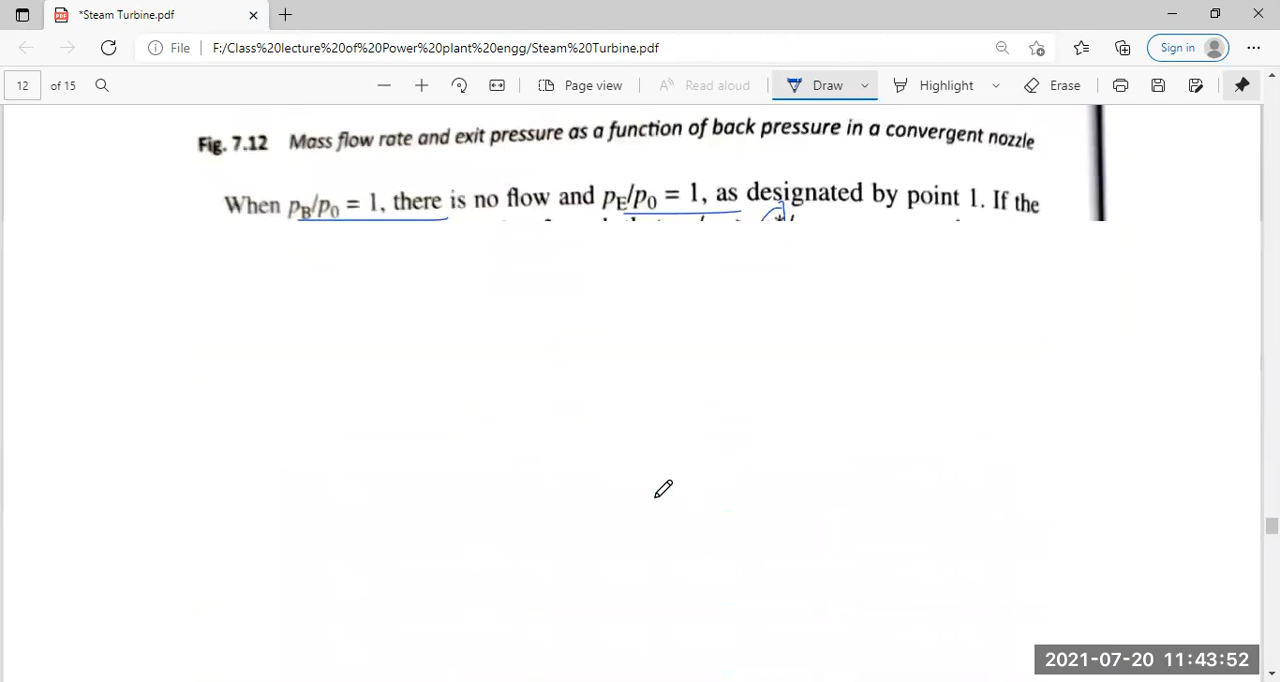 *Steam Turbine.pdf
File F:/Class%20lecture%20of%20Power%20plant%20engg/Steam%20Turbine.pdf Sign in
12 of 15 Page view Read aloud Draw Highlight Erase
Fig. 7.12 Mass flow rate and exit pressure as a function of back pressure in a convergent nozzle
When pB/p0 = 1, there is no flow and pE/p0 = 1, as designated by point 1. If the
2021-07-20 11:43:52